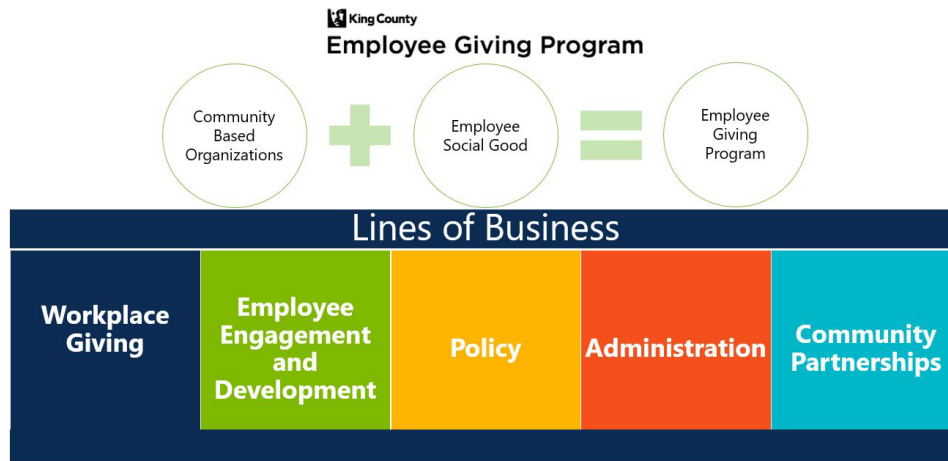 King County
Employee Giving Program
Community
Based
Organizations
Employee
Social Good
Employee
Giving
Program
Lines of Business
Workplace
Giving
Employee
Engagement
and
Development
Policy
Administration
Community
Partnerships